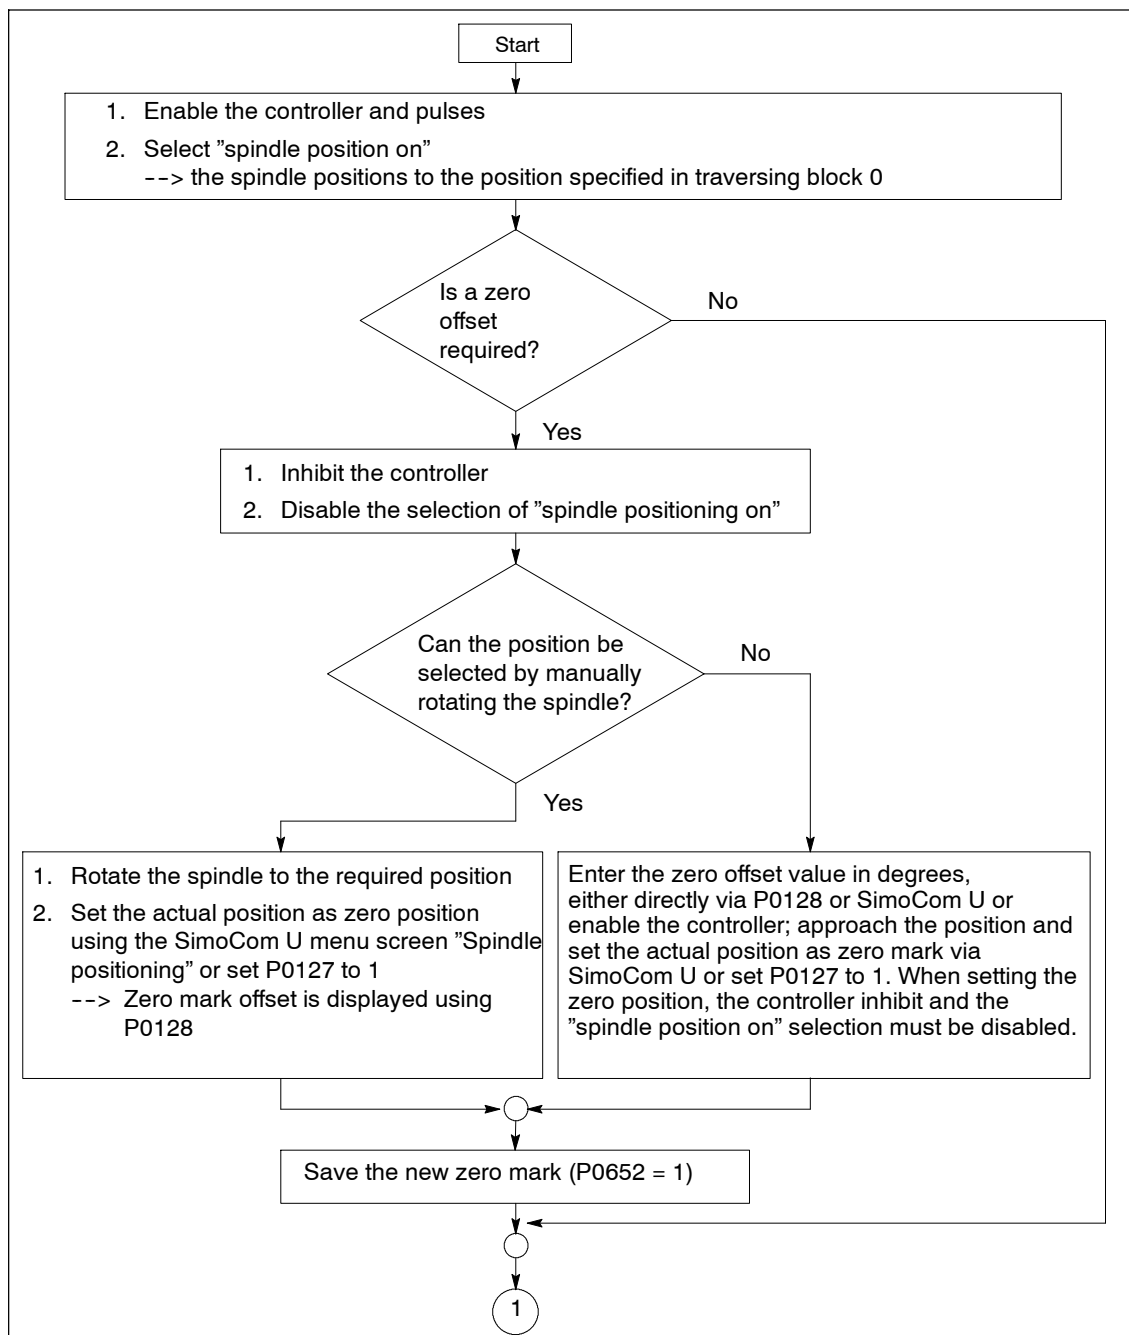 Start
1. Enable the controller and pulses
2. Select ”spindle position on”
--> the spindle positions to the position specified in traversing block 0
Is a zero
offset
required?
No
Yes
1. Inhibit the controller
2. Disable the selection of ”spindle positioning on”
Can the position be
selected by manually
rotating the spindle?
No
Yes
1. Rotate the spindle to the required position
2. Set the actual position as zero position
using the SimoCom U menu screen ”Spindle
positioning” or set P0127 to 1
--> Zero mark offset is displayed using
P0128
Enter the zero offset value in degrees,
either directly via P0128 or SimoCom U or
enable the controller; approach the position and
set the actual position as zero mark via
SimoCom U or set P0127 to 1. When setting the
zero position, the controller inhibit and the
”spindle position on” selection must be disabled.
Save the new zero mark (P0652 = 1)
1